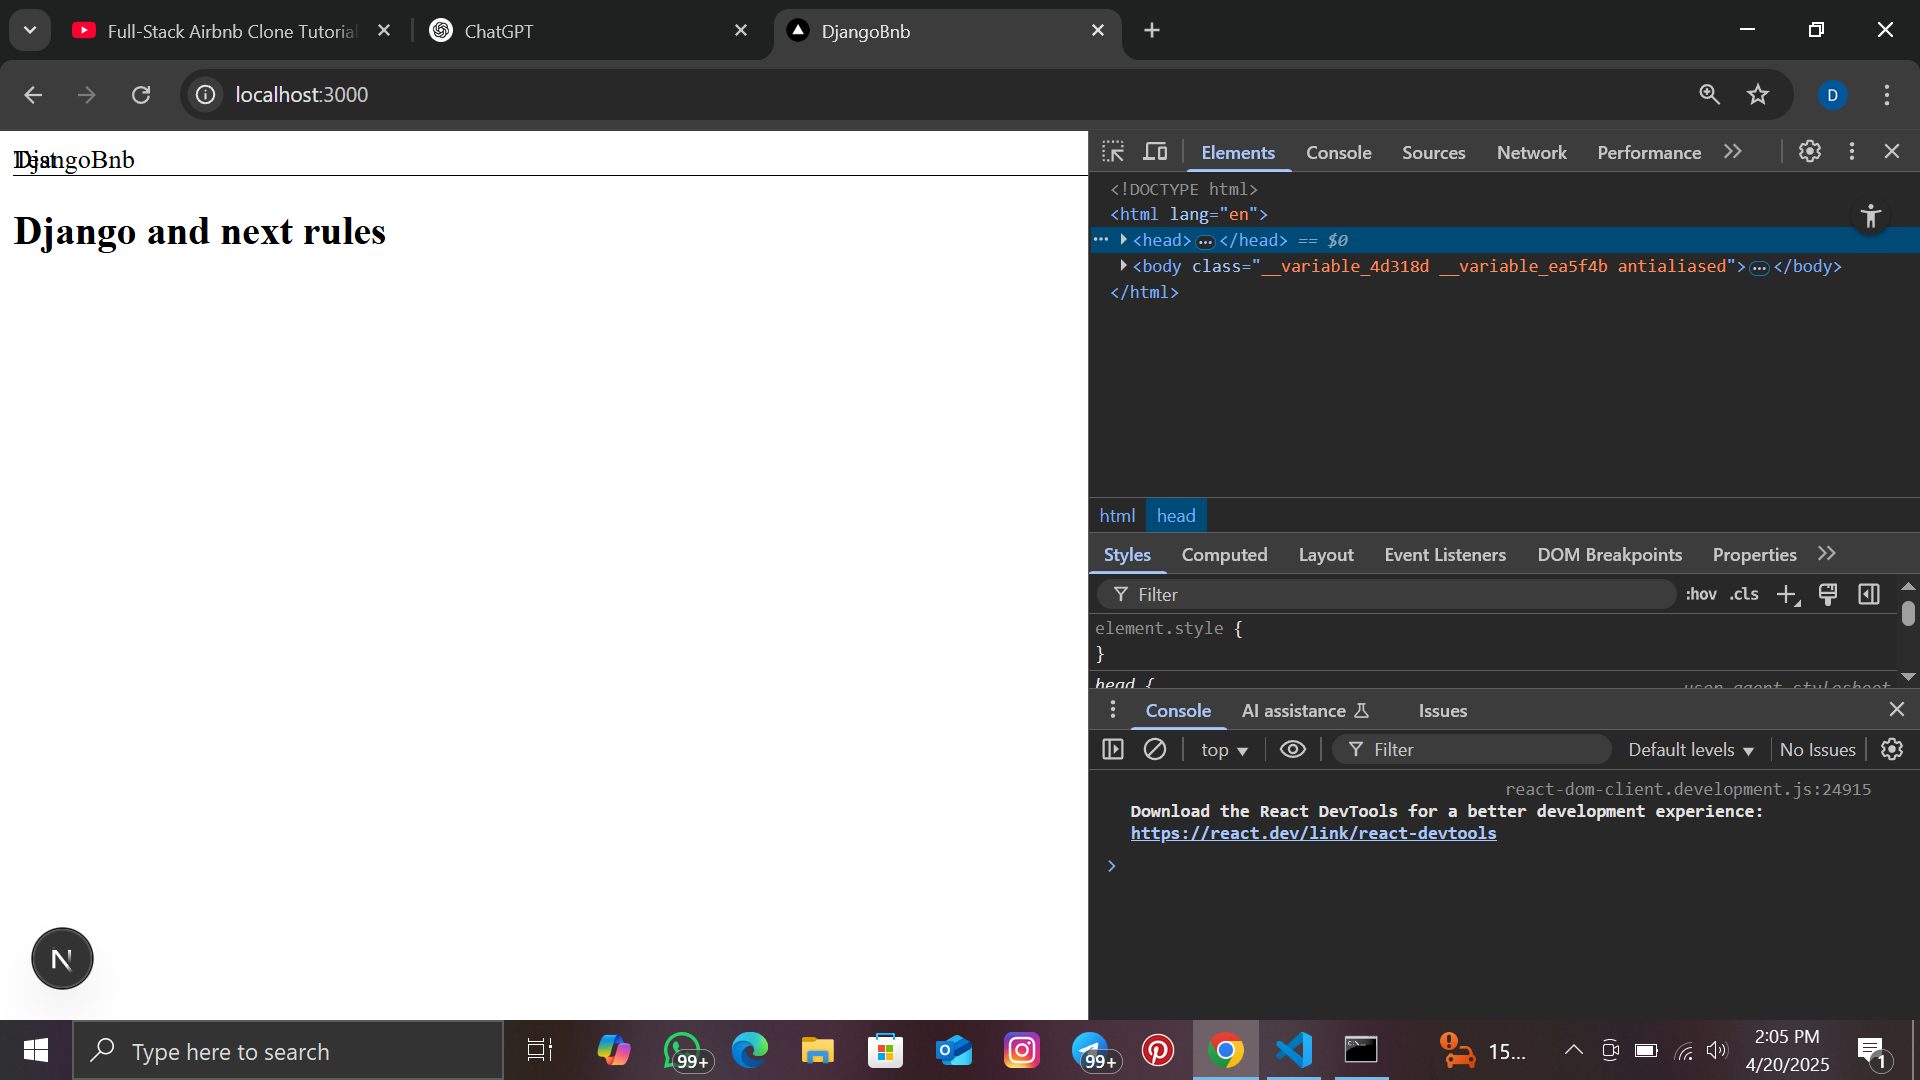 Full-Stack Airbnb Clone Tutorial
ChatGPT
DjangoBnb
localhost:3000
D
Test
DjangoBnb
Django and next rules
N
Elements
Console
Sources
Network
Performance
<!DOCTYPE html>
<html lang="en">
<head>…</head> == $0
<body class="__variable_4d318d __variable_ea5f4b antialiased">…</body>
</html>
html
head
Styles
Computed
Layout
Event Listeners
DOM Breakpoints
Properties
Filter
:hov
.cls
element.style {
}
head {
user agent stylesheet
Console
AI assistance
Issues
top
Filter
Default levels
No Issues
react-dom-client.development.js:24915
Download the React DevTools for a better development experience:
https://react.dev/link/react-devtools
Type here to search
99+
99+
15...
2:05 PM
4/20/2025
1